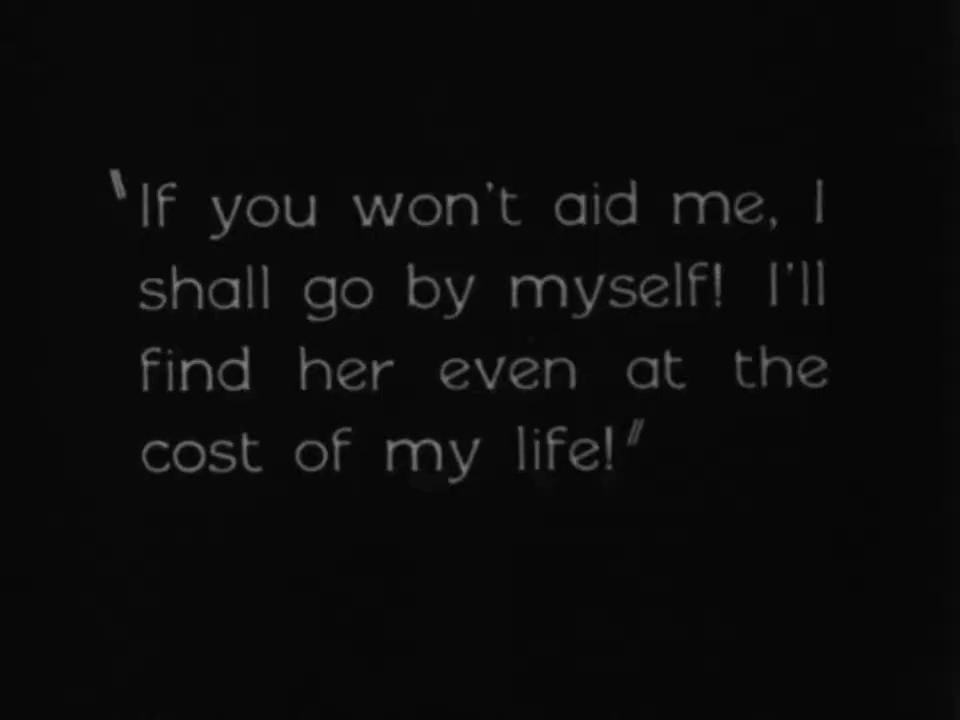 "If you won't aid me, I
shall go by myself! I'll
find her even at the
cost of my life!"